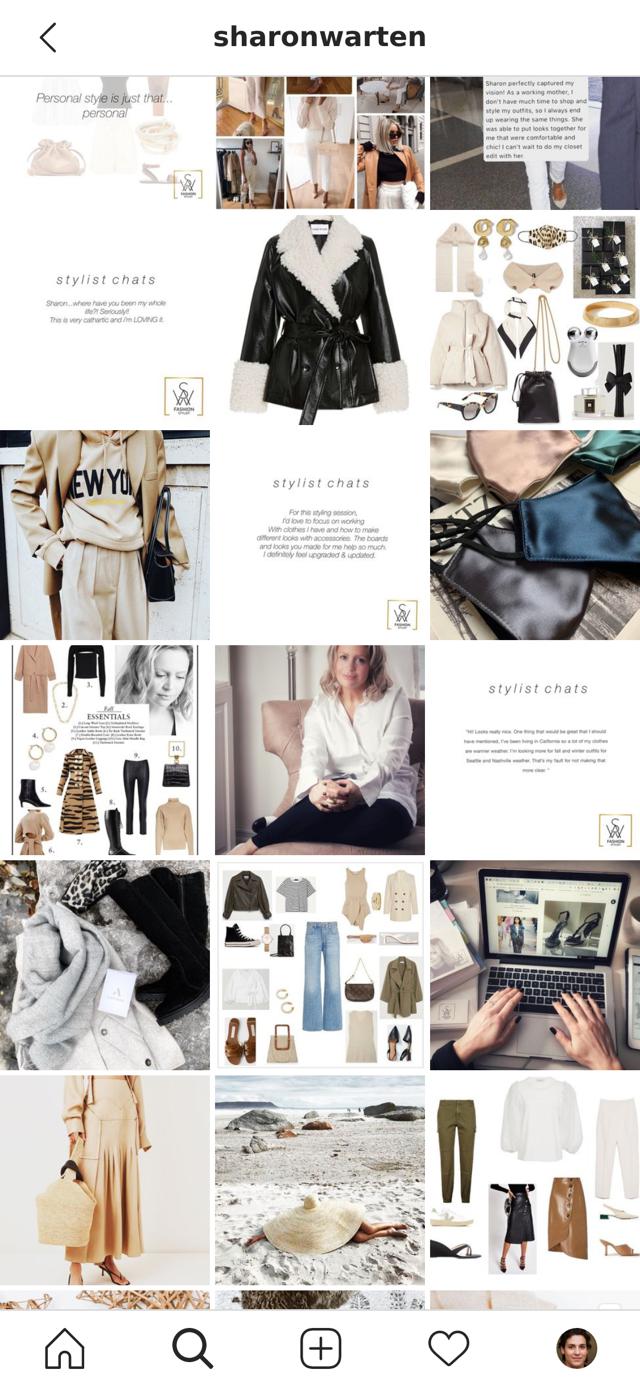 sharonwarten
Personal style is just that...
personal
Sharon perfectly captured my
vision! As a working mother, I
don't have much time to shop and
style my outfits, so I always end
up wearing the same things. She
was able to put looks together for
me that were comfortable and
chic! I can't wait to do my closet
edit with her.
stylist chats
Sharon...where have you been my whole
life?! Seriously!!
This is very cathartic and i'm LOVING it.
FASHION
STYLIST
NEW YO
stylist chats
For this styling session,
I'd love to focus on working
With clothes I have and how to make
different looks with accessories. The boards
and looks you made for me help so much.
I definitely feel upgraded & updated.
FASHION
STYLIST
Fall
ESSENTIALS
2.
3.
4.
5.
6.
7.
8.
9.
10.
stylist chats
"Hi! Looks really nice. One thing that would be great that I should
have mentioned, I've been living in California so a lot of my clothes
are warmer weather. I'm looking more for fall and winter outfits for
Seattle and Nashville weather. That's my fault for not making that
more clear. "
FASHION
STYLIST